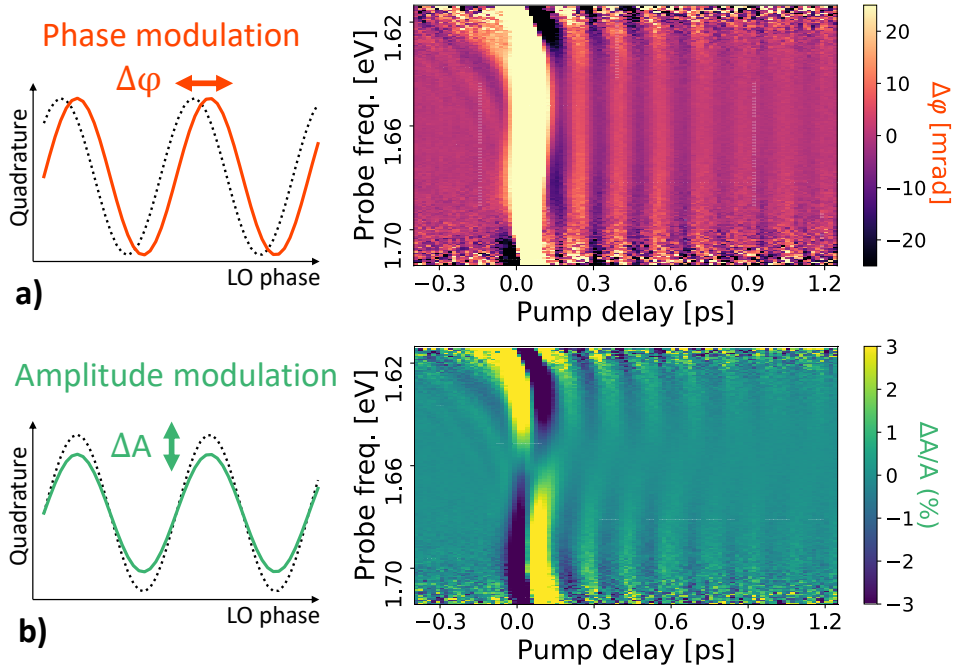 Phase modulation
Δφ
Quadrature
LO phase
a)
Probe freq. [eV]
1.62
1.66
1.70
−0.3
0.0
0.3
0.6
0.9
1.2
Pump delay [ps]
20
10
0
−10
−20
Δφ [mrad]
Amplitude modulation
ΔA
Quadrature
LO phase
b)
Probe freq. [eV]
1.62
1.66
1.70
−0.3
0.0
0.3
0.6
0.9
1.2
Pump delay [ps]
3
2
1
0
−1
−2
−3
ΔA/A (%)